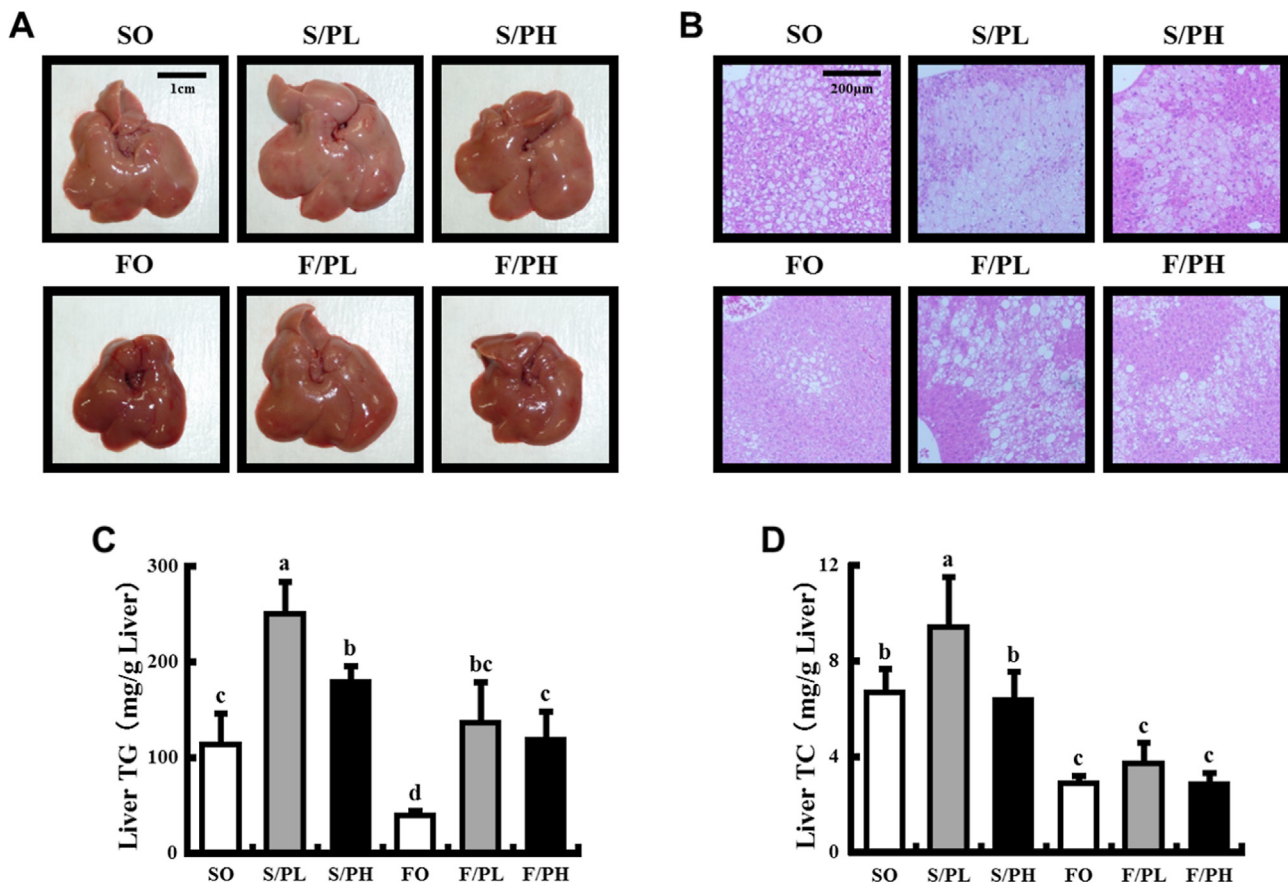 A
SO S/PL S/PH
1cm
FO F/PL F/PH
B
SO S/PL S/PH
200μm
FO F/PL F/PH
C
Liver TG (mg/g Liver)
300
200
100
0
c a b d bc c
SO S/PL S/PH FO F/PL F/PH
D
Liver TC (mg/g Liver)
12
8
4
0
b a b c c c
SO S/PL S/PH FO F/PL F/PH